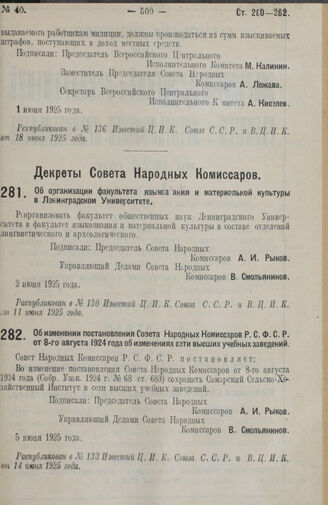 № 40. — 509 — Ст. 280—282.
выдаваемого работникам милиции, должны производиться из сумм взыскиваемых
штрафов, поступающих в доход местных средств.
Подписали: Председатель Всероссийского Центрального
Исполнительного Комитета М. Калинин.
Заместитель Председателя Совета Народных
Комиссаров А. Лежава.
Секретарь Всероссийского Центрального
Исполнительного К митета А. Киселев.
1 июня 1925 года.
Распубликован в № 136 Известий Ц. И. К. Союза С. С. Р. и В. Ц. И. К.
от 18 июня 1925 года.
Декреты Совета Народных Комиссаров.
281. Об организации факультета языкса ания и материальной культуры
в Ленинградском Университете.
Реорганизовать факультет общественных наук Ленинградского Универ-
ситета в факультет языкознания и материальной культуры в составе отделений
лингвистического и археологического.
Подписали: Председатель Совета Народных
Комиссаров А. И. Рыков.
Управляющий Делами Совета Народных
Комиссаров В. Смольянинов.
2 июня 1925 года.
Распубликован в № 130 Известий Ц. И. К. Союза С. С. Р. и В. Ц. И. К.
от 11 июня 1925 года.
282. Об изменении постановления Совета Народных Комиссаров Р. С. Ф. С. Р.
от 8-го августа 1924 года об изменениях сети высших учебных заведений.
Совет Народных Комиссаров Р. С. Ф. С. Р. постановляет:
Во изменение постановления Совета Народных Комиссаров от 8-го августа
1924 года (Собр. Узак. 1924 г. № 68 ст. 689) сохранить Самарский Сельско-Хо-
зяйственный Институт в сети высших учебных заведений.
Подписали: Председатель Совета Народных
Комиссаров А. И. Рыков.
Управляющий Делами Совета Народных
Комиссаров В. Смольянинов.
5 июня 1925 года.
Распубликован в № 133 Известий Ц. И. К. Союза С. С. Р. и В. Ц. И. К.
от 14 июня 1925 года.